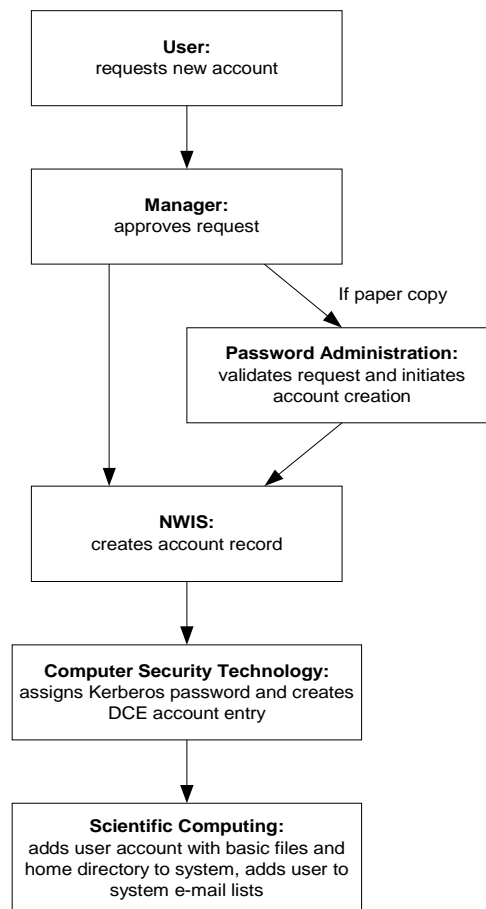 User:
requests new account
Manager:
approves request
If paper copy
Password Administration:
validates request and initiates
account creation
NWIS:
creates account record
Computer Security Technology:
assigns Kerberos password and creates
DCE account entry
Scientific Computing:
adds user account with basic files and
home directory to system, adds user to
system e-mail lists